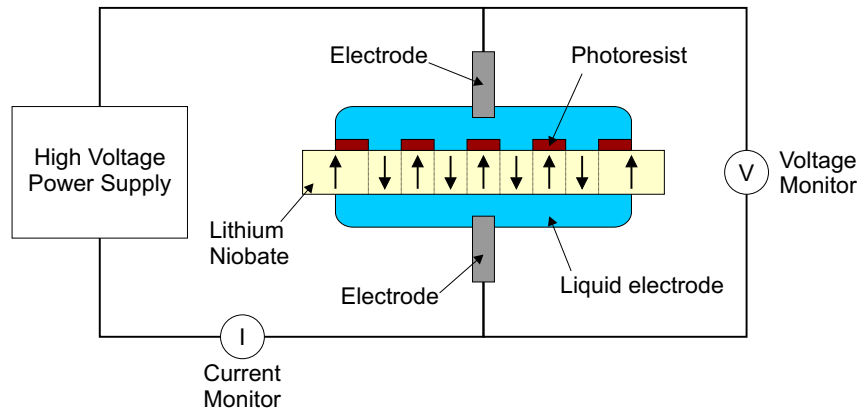 Electrode
Photoresist
High Voltage
Power Supply
V
Voltage
Monitor
Lithium
Niobate
Electrode
Liquid electrode
I
Current
Monitor